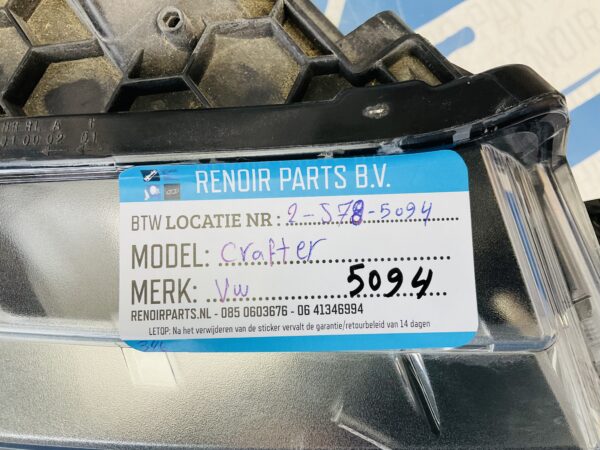 RENOIR PARTS B.V.
BTW LOCATIE NR: 2-578-5094
MODEL: Crafter
MERK: VW 5094
RENOIRPARTS.NL - 085 0603676 - 06 41346994
LETOP: Na het verwijderen van de sticker vervalt de garantie/retourbeleid van 14 dagen